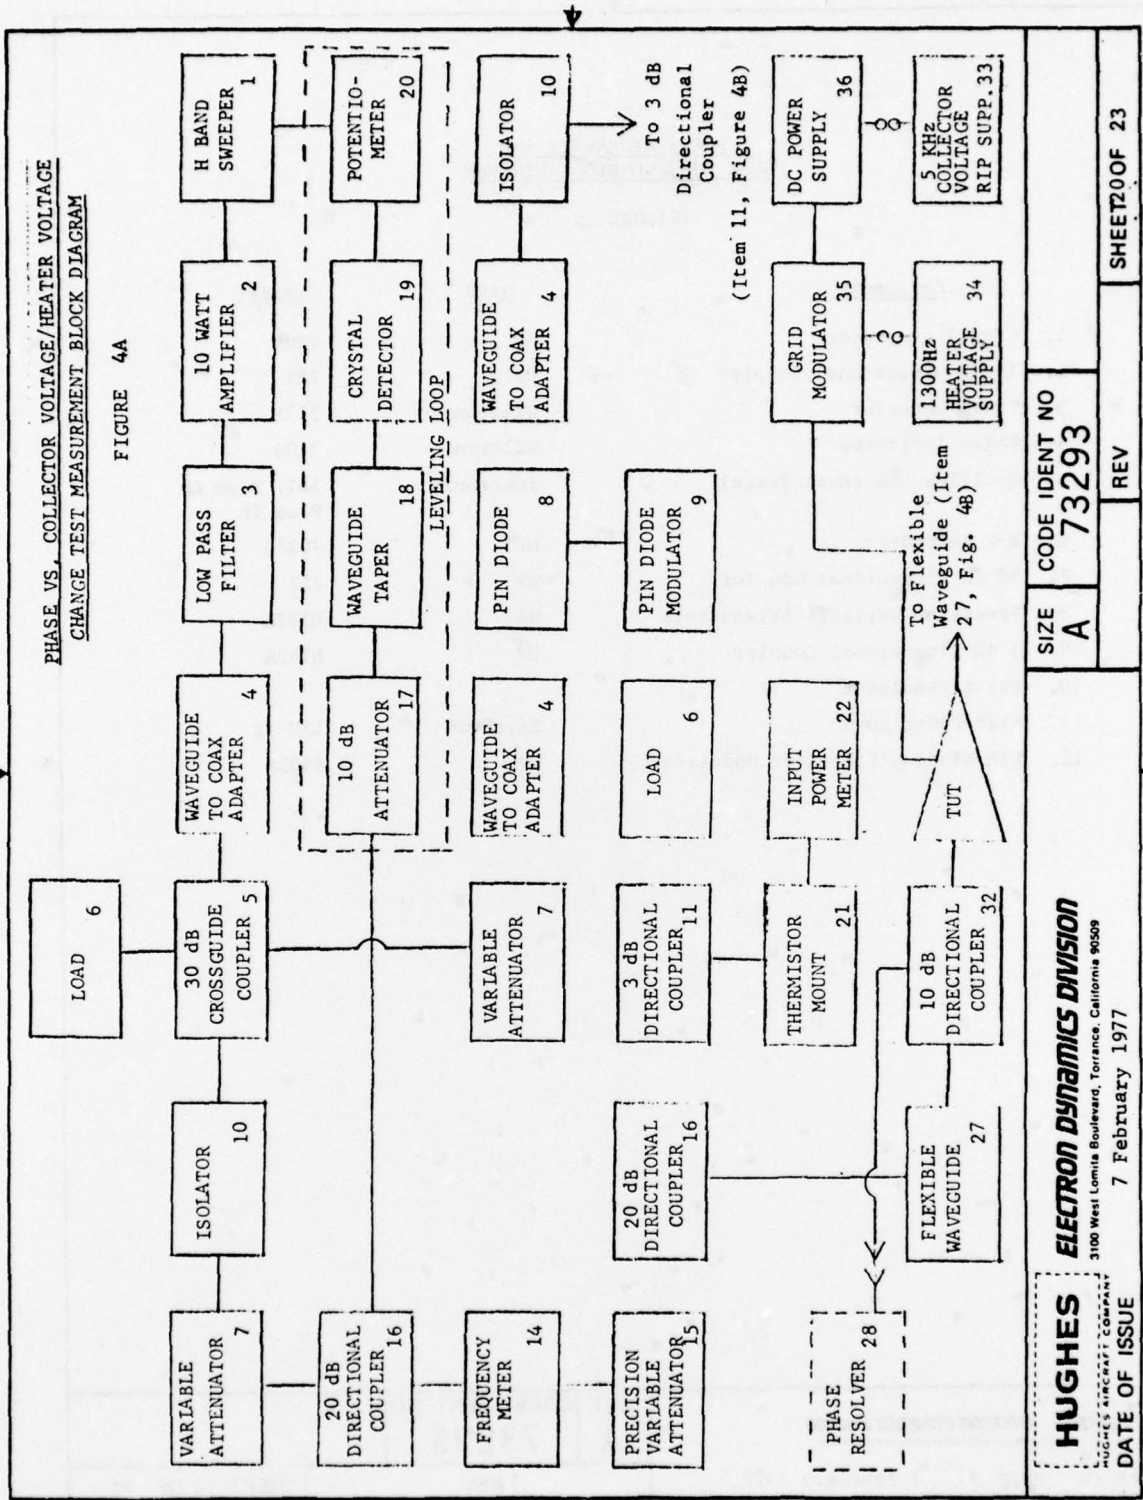 PHASE VS. COLLECTOR VOLTAGE/HEATER VOLTAGE
CHANGE TEST MEASUREMENT BLOCK DIAGRAM
FIGURE 4A
LOAD
6
VARIABLE
ATTENUATOR
7
ISOLATOR
10
30 dB
CROSSGUIDE
COUPLER
5
WAVEGUIDE
TO COAX
ADAPTER
4
LOW PASS
FILTER
3
10 WATT
AMPLIFIER
2
H BAND
SWEEPER
1
20 dB
DIRECTIONAL
COUPLER
16
10 dB
ATTENUATOR
17
WAVEGUIDE
TAPER
18
CRYSTAL
DETECTOR
19
POTENTIO-
METER
20
LEVELING LOOP
FREQUENCY
METER
14
VARIABLE
ATTENUATOR
7
WAVEGUIDE
TO COAX
ADAPTER
4
PIN DIODE
8
WAVEGUIDE
TO COAX
ADAPTER
4
ISOLATOR
10
To 3 dB
Directional
Coupler
(Item 11, Figure 4B)
PRECISION
VARIABLE
ATTENUATOR
15
20 dB
DIRECTIONAL
COUPLER
16
3 dB
DIRECTIONAL
COUPLER
11
LOAD
6
PIN DIODE
MODULATOR
9
THERMISTOR
MOUNT
21
INPUT
POWER
METER
22
GRID
MODULATOR
35
DC POWER
SUPPLY
36
PHASE
RESOLVER
28
FLEXIBLE
WAVEGUIDE
27
10 dB
DIRECTIONAL
COUPLER
32
TUT
To Flexible
Waveguide (Item
27, Fig. 4B)
1300Hz
HEATER
VOLTAGE
SUPPLY
34
5 KHz
COLLECTOR
VOLTAGE
RIP SUPP.33
HUGHES
HUGHES AIRCRAFT COMPANY
ELECTRON DYNAMICS DIVISION
3100 West Lomita Boulevard, Torrance, California 90509
DATE OF ISSUE 7 February 1977
SIZE
A
CODE IDENT NO
73293
REV
SHEET20OF 23